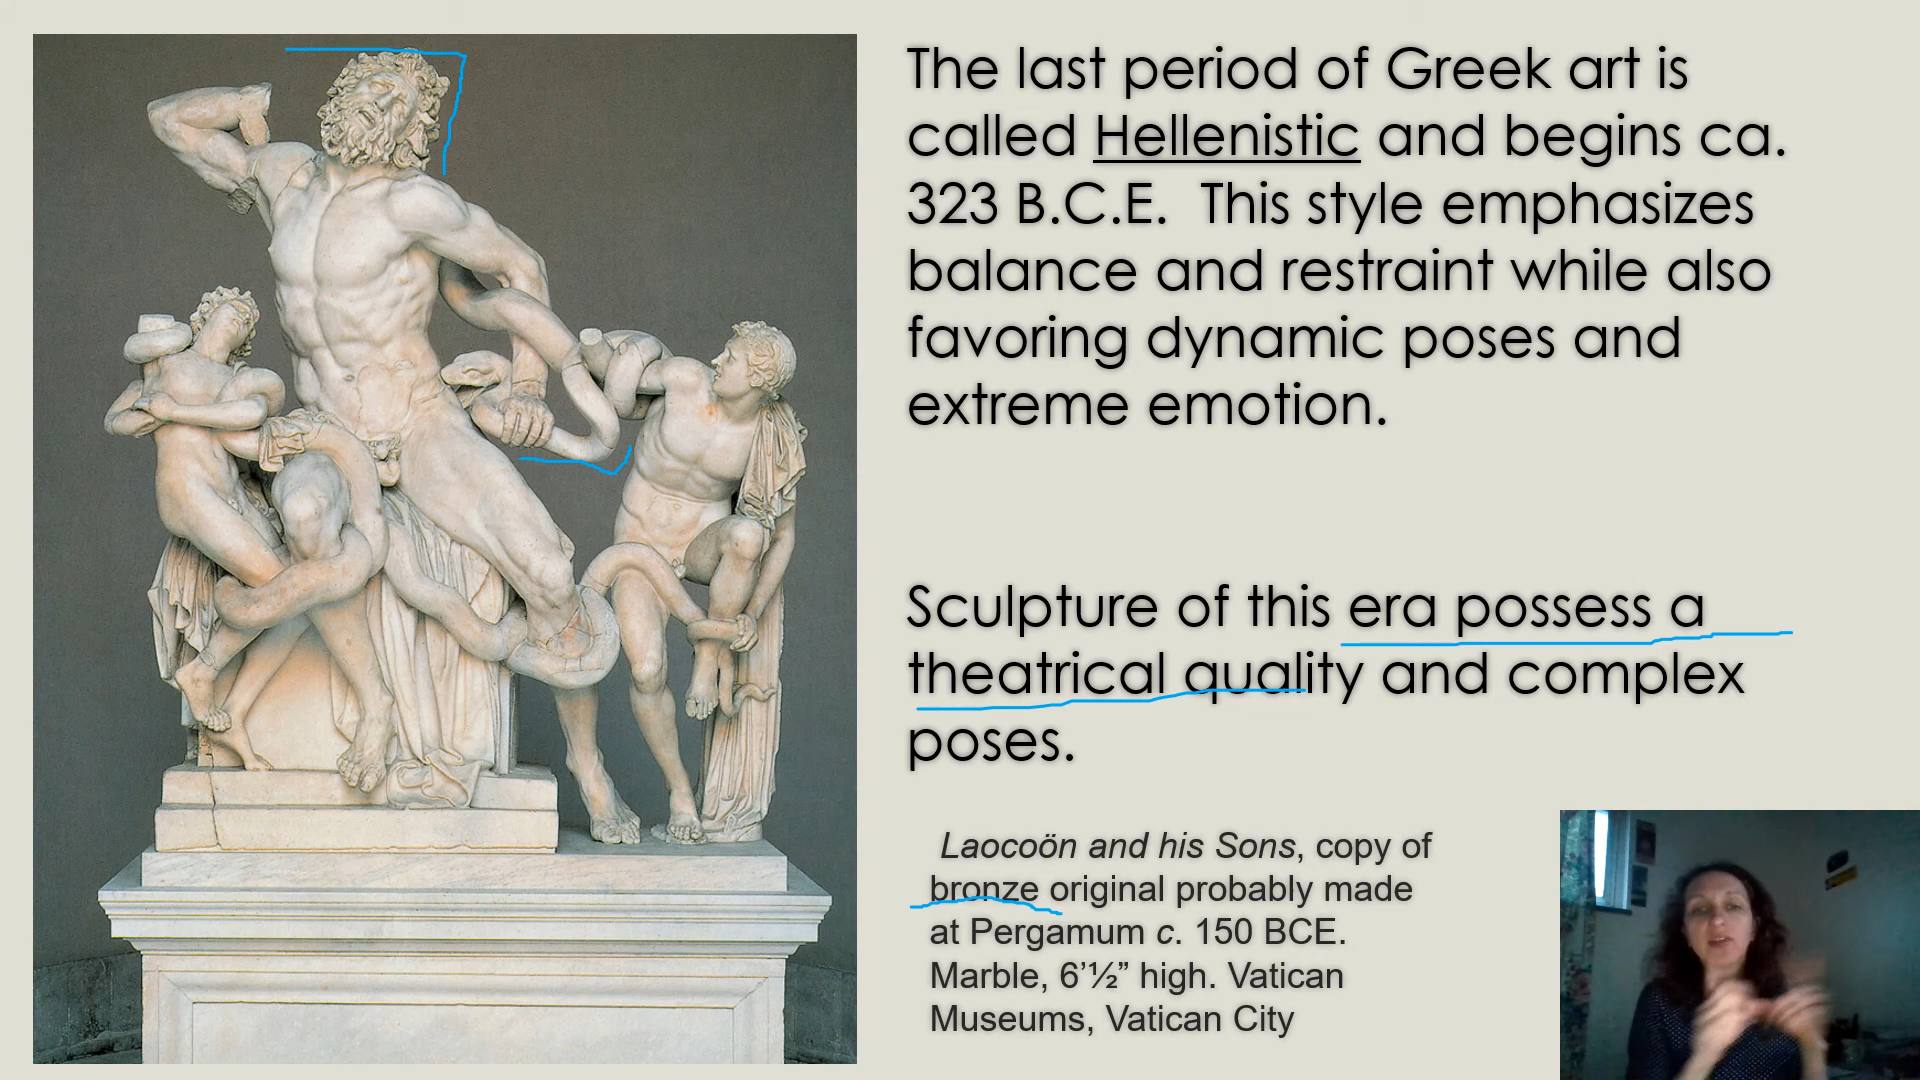 The last period of Greek art is
called Hellenistic and begins ca.
323 B.C.E.  This style emphasizes
balance and restraint while also
favoring dynamic poses and
extreme emotion.
Sculpture of this era possess a
theatrical quality and complex
poses.
Laocoön and his Sons, copy of
bronze original probably made
at Pergamum c. 150 BCE.
Marble, 6’½” high. Vatican
Museums, Vatican City